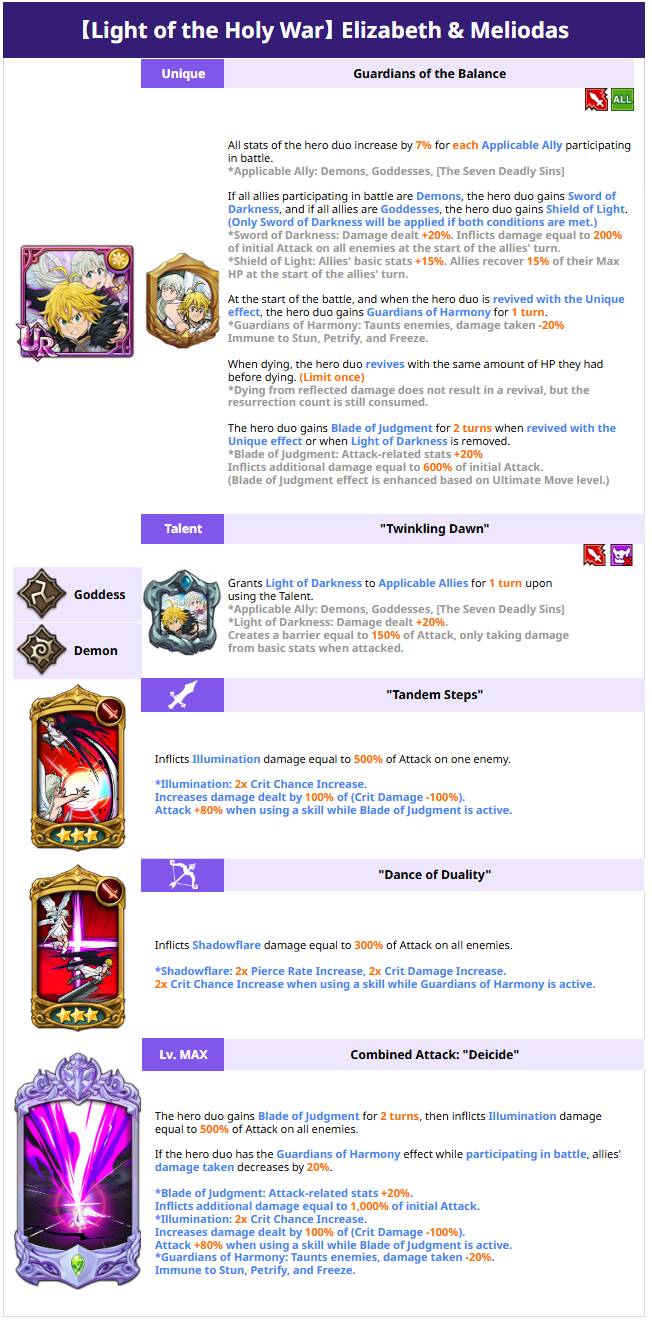 【Light of the Holy War】 Elizabeth & Meliodas
Unique
Guardians of the Balance
ALL
All stats of the hero duo increase by 7% for each Applicable Ally participating
in battle.
*Applicable Ally: Demons, Goddesses, [The Seven Deadly Sins]
If all allies participating in battle are Demons, the hero duo gains Sword of
Darkness, and if all allies are Goddesses, the hero duo gains Shield of Light.
(Only Sword of Darkness will be applied if both conditions are met.)
*Sword of Darkness: Damage dealt +20%. Inflicts damage equal to 200%
of initial Attack on all enemies at the start of the allies' turn.
*Shield of Light: Allies' basic stats +15%. Allies recover 15% of their Max
HP at the start of the allies' turn.
UR
At the start of the battle, and when the hero duo is revived with the Unique
effect, the hero duo gains Guardians of Harmony for 1 turn.
*Guardians of Harmony: Taunts enemies, damage taken -20%
Immune to Stun, Petrify, and Freeze.
When dying, the hero duo revives with the same amount of HP they had
before dying. (Limit once)
*Dying from reflected damage does not result in a revival, but the
resurrection count is still consumed.
The hero duo gains Blade of Judgment for 2 turns when revived with the
Unique effect or when Light of Darkness is removed.
*Blade of Judgment: Attack-related stats +20%
Inflicts additional damage equal to 600% of initial Attack.
(Blade of Judgment effect is enhanced based on Ultimate Move level.)
Talent
"Twinkling Dawn"
Goddess
Demon
Grants Light of Darkness to Applicable Allies for 1 turn upon
using the Talent.
*Applicable Ally: Demons, Goddesses, [The Seven Deadly Sins]
*Light of Darkness: Damage dealt +20%.
Creates a barrier equal to 150% of Attack, only taking damage
from basic stats when attacked.
"Tandem Steps"
Inflicts Illumination damage equal to 500% of Attack on one enemy.
*Illumination: 2x Crit Chance Increase.
Increases damage dealt by 100% of (Crit Damage -100%).
Attack +80% when using a skill while Blade of Judgment is active.
"Dance of Duality"
Inflicts Shadowflare damage equal to 300% of Attack on all enemies.
*Shadowflare: 2x Pierce Rate Increase, 2x Crit Damage Increase.
2x Crit Chance Increase when using a skill while Guardians of Harmony is active.
Lv. MAX
Combined Attack: "Deicide"
The hero duo gains Blade of Judgment for 2 turns, then inflicts Illumination damage
equal to 500% of Attack on all enemies.
If the hero duo has the Guardians of Harmony effect while participating in battle, allies'
damage taken decreases by 20%.
*Blade of Judgment: Attack-related stats +20%.
Inflicts additional damage equal to 1,000% of initial Attack.
*Illumination: 2x Crit Chance Increase.
Increases damage dealt by 100% of (Crit Damage -100%).
Attack +80% when using a skill while Blade of Judgment is active.
*Guardians of Harmony: Taunts enemies, damage taken -20%.
Immune to Stun, Petrify, and Freeze.